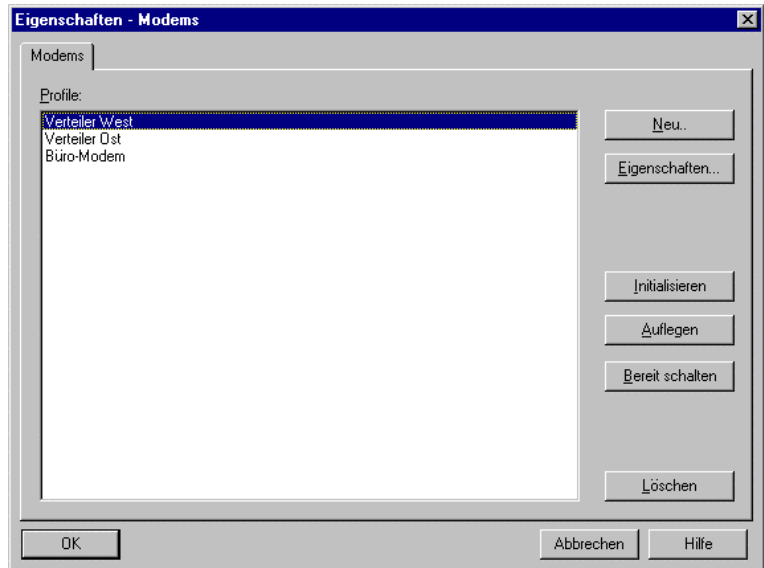 Eigenschaften - Modems
Modems
Profile:
Verteiler West
Verteiler Ost
Büro-Modem
Neu..
Eigenschaften...
Initialisieren
Auflegen
Bereit schalten
Löschen
OK
Abbrechen
Hilfe